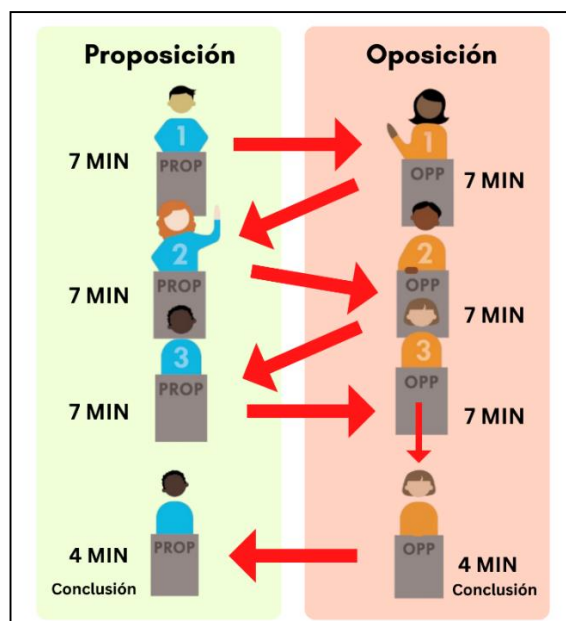 Proposición
Oposición
1
PROP
7 MIN
1
OPP
7 MIN
2
PROP
7 MIN
2
OPP
7 MIN
3
PROP
7 MIN
3
OPP
7 MIN
PROP
4 MIN
Conclusión
OPP
4 MIN
Conclusión